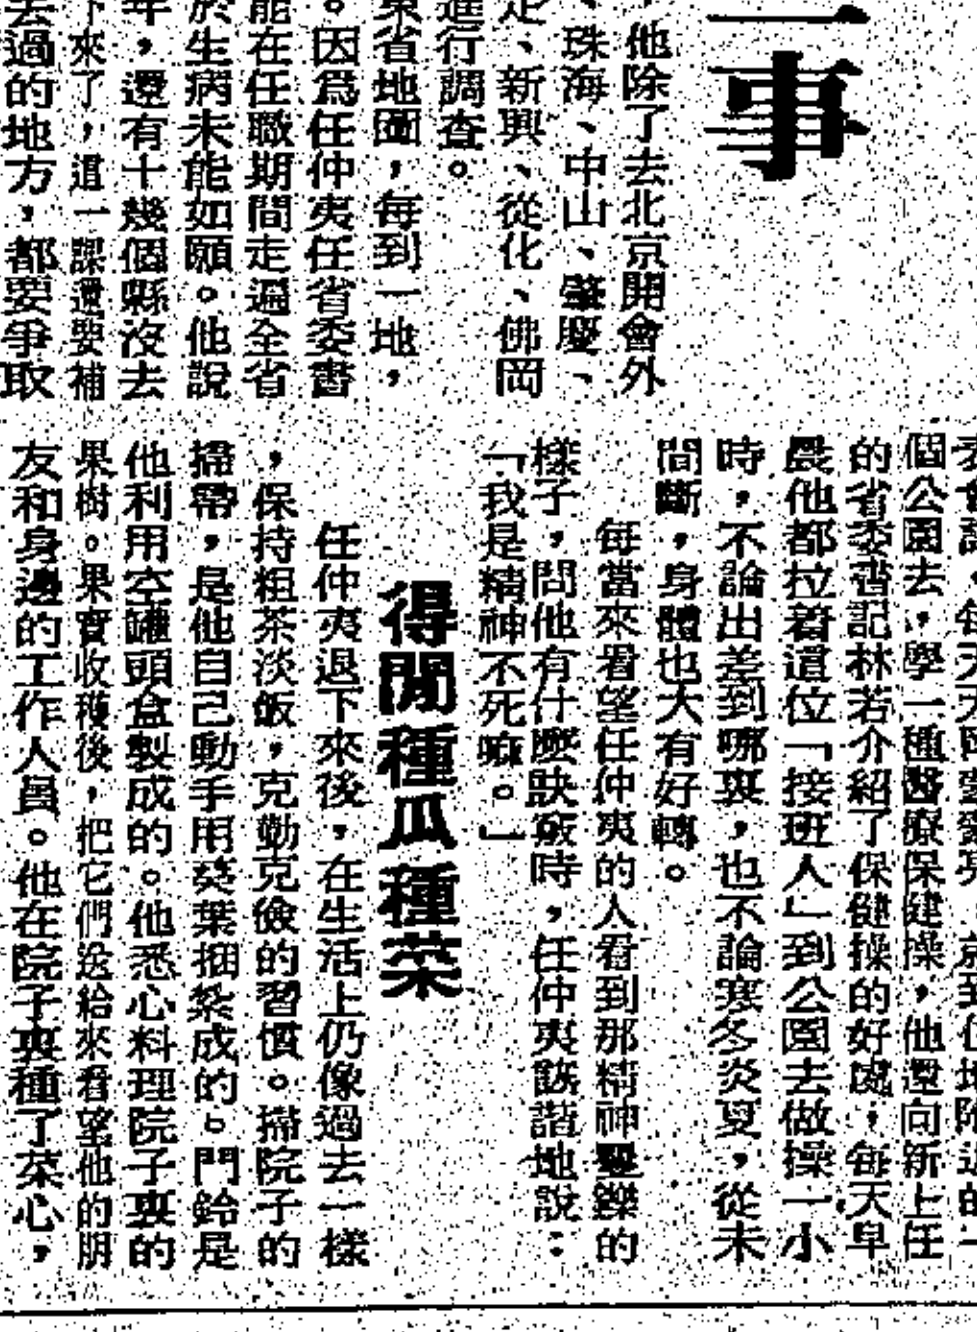 二事
，他除了去北京開會外
、珠海、中山、肇慶、
、新興、從化、佛岡
進行調查。
東省地圖，每到一地，
。因爲任仲夷任省委書
能在任職期間走遍全省
於生病未能如願。他說
年，還有十幾個縣沒去
下來了，這一課還要補
去過的地方，都要爭取
個公園去，學一種醫療保健操，他還向新上任
的省委書記林若介紹了保健操的好處，每天早
晨他都拉着這位「接班人」到公園去做操一小
時，不論出差到哪裏，也不論寒冬炎夏，從未
間斷，身體也大有好轉。
每當來看望任仲夷的人看到那精神矍鑠的
樣子，問他有什麼訣竅時，任仲夷詼諧地說：
「我是精神不死嘛。」
得閒種瓜種菜
任仲夷退下來後，在生活上仍像過去一樣
，保持粗茶淡飯，克勤克儉的習慣。掃院子的
掃帚，是他自己動手用葵葉捆紮成的。門鈴是
他利用空罐頭盒製成的。他悉心料理院子裏的
果樹。果實收穫後，把它們送給來看望他的朋
友和身邊的工作人員。他在院子裏種了菜心，